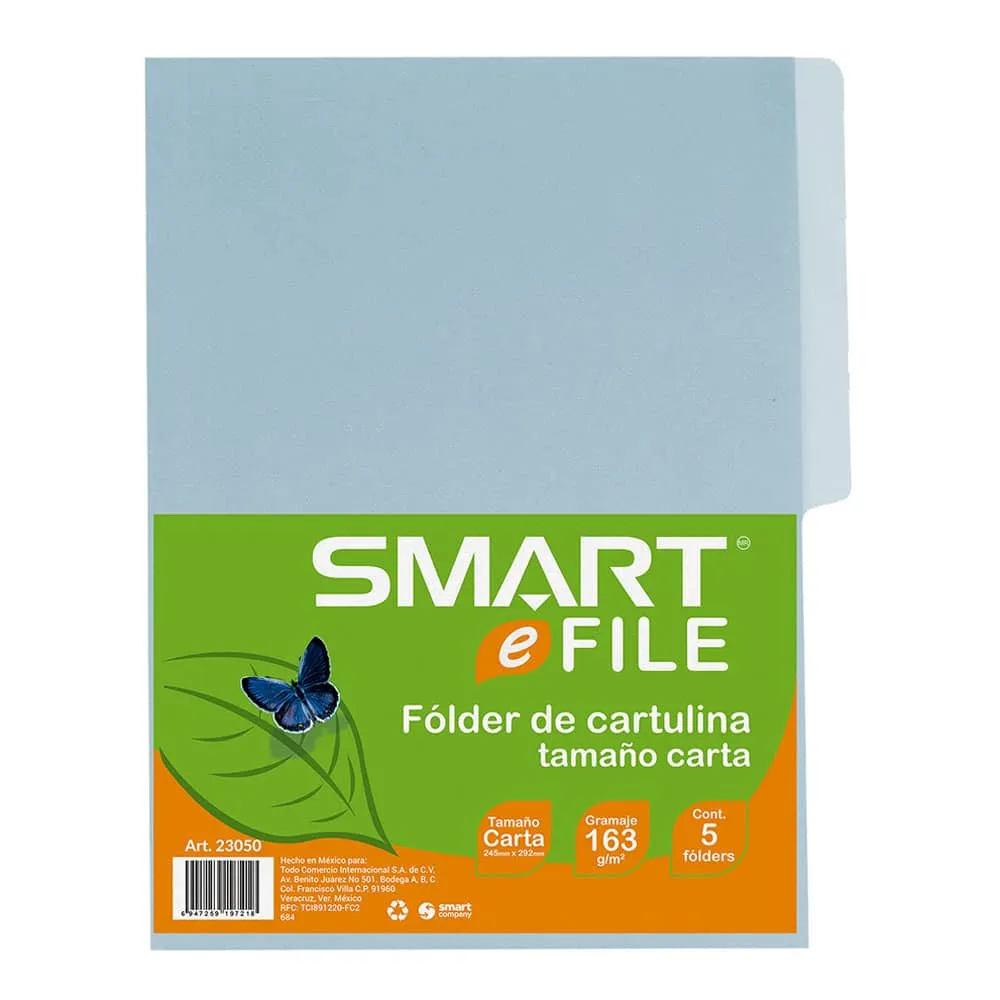 SMART MR
e FILE
Fólder de cartulina
tamaño carta
Tamaño
Carta
245mm x 292mm
Gramaje
163
g/m²
Cont.
5
fólders
Art. 23050
6 947259 197218
Hecho en México para:
Todo Comercio Internacional S.A. de C.V.
Av. Benito Juárez No 501. Bodega A, B, C.
Col. Francisco Villa C.P. 91960
Veracruz, Ver. México
RFC: TCI891220-FC2
684
smart
company